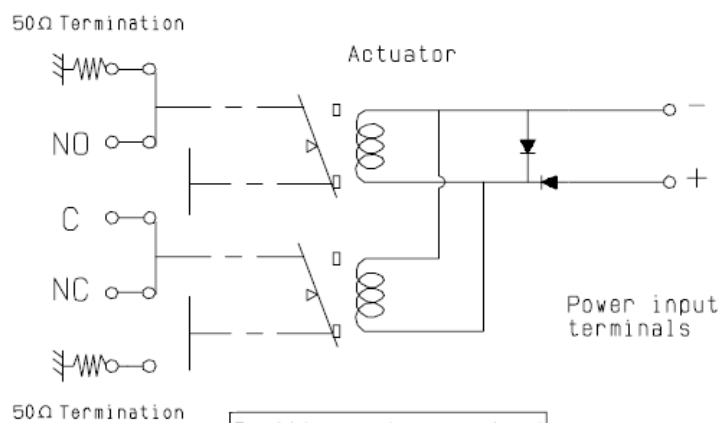 50Ω Termination
Actuator
NO
−
+
C
NC
Power input
terminals
50Ω Termination